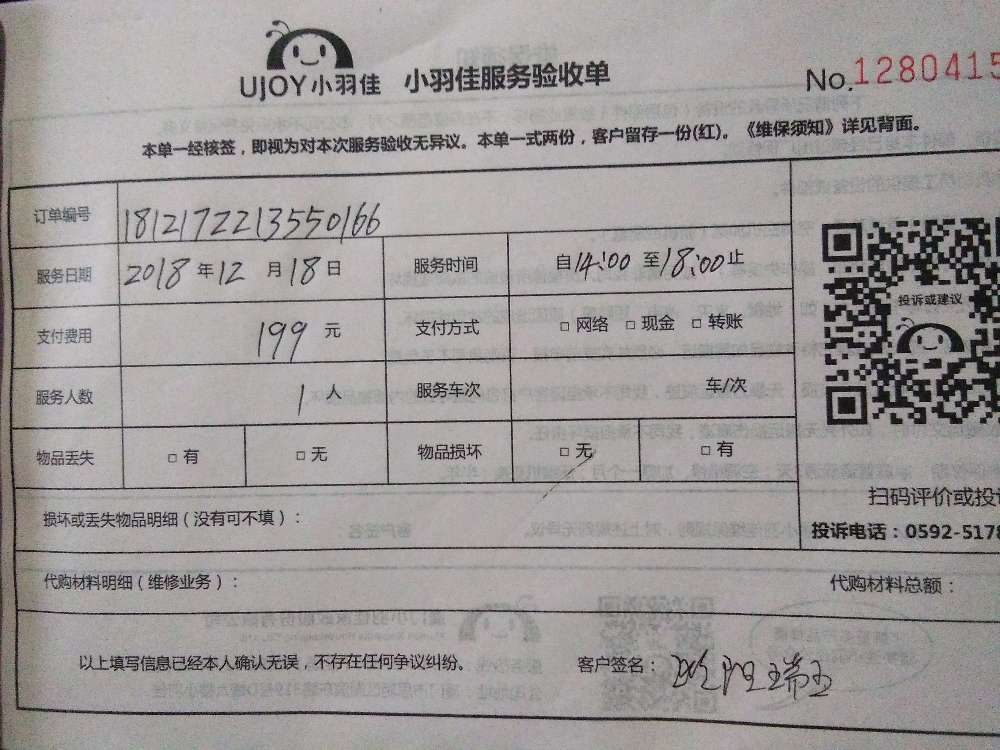 UJOY小羽佳 小羽佳服务验收单 No.1280415
本单一经核签，即视为对本次服务验收无异议。本单一式两份，客户留存一份(红)。《维保须知》详见背面。
订单编号 1812172213550166
服务日期 2018年12月18日 服务时间 自14:00至18:00止
支付费用 199元 支付方式 □ 网络 □ 现金 □ 转账
服务人数 1人 服务车次 车/次
物品丢失 □ 有 □ 无 物品损坏 □ 无 □ 有
投诉或建议
扫码评价或投
损坏或丢失物品明细（没有可不填）：
投诉电话：0592-5178
代购材料明细（维修业务）： 代购材料总额：
以上填写信息已经本人确认无误，不存在任何争议纠纷。 客户签名：欧阳瑞玉